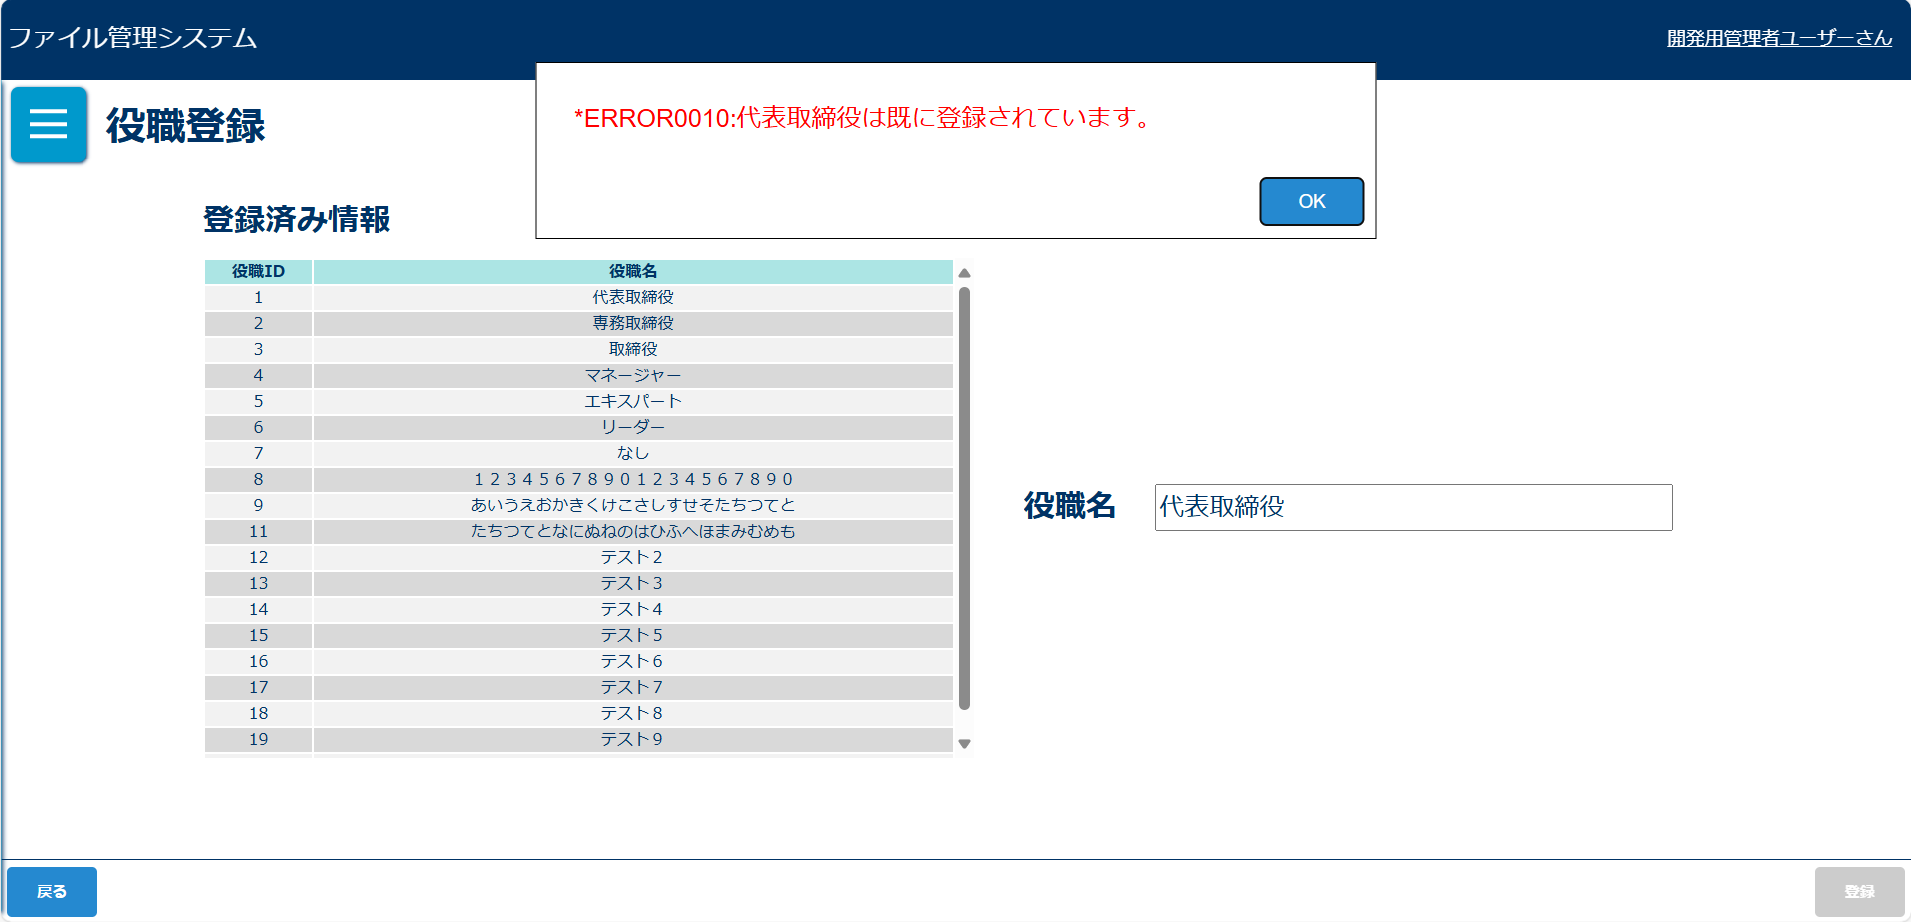 ファイル管理システム
開発用管理者ユーザーさん
役職登録
*ERROR0010:代表取締役は既に登録されています。
OK
登録済み情報
役職ID 役職名
1 代表取締役
2 専務取締役
3 取締役
4 マネージャー
5 エキスパート
6 リーダー
7 なし
8 １２３４５６７８９０１２３４５６７８９０
9 あいうえおかきくけこさしすせそたちつてと
11 たちつてとなにぬねのはひふへほまみむめも
12 テスト２
13 テスト３
14 テスト４
15 テスト５
16 テスト６
17 テスト７
18 テスト８
19 テスト９
役職名 代表取締役
戻る
登録